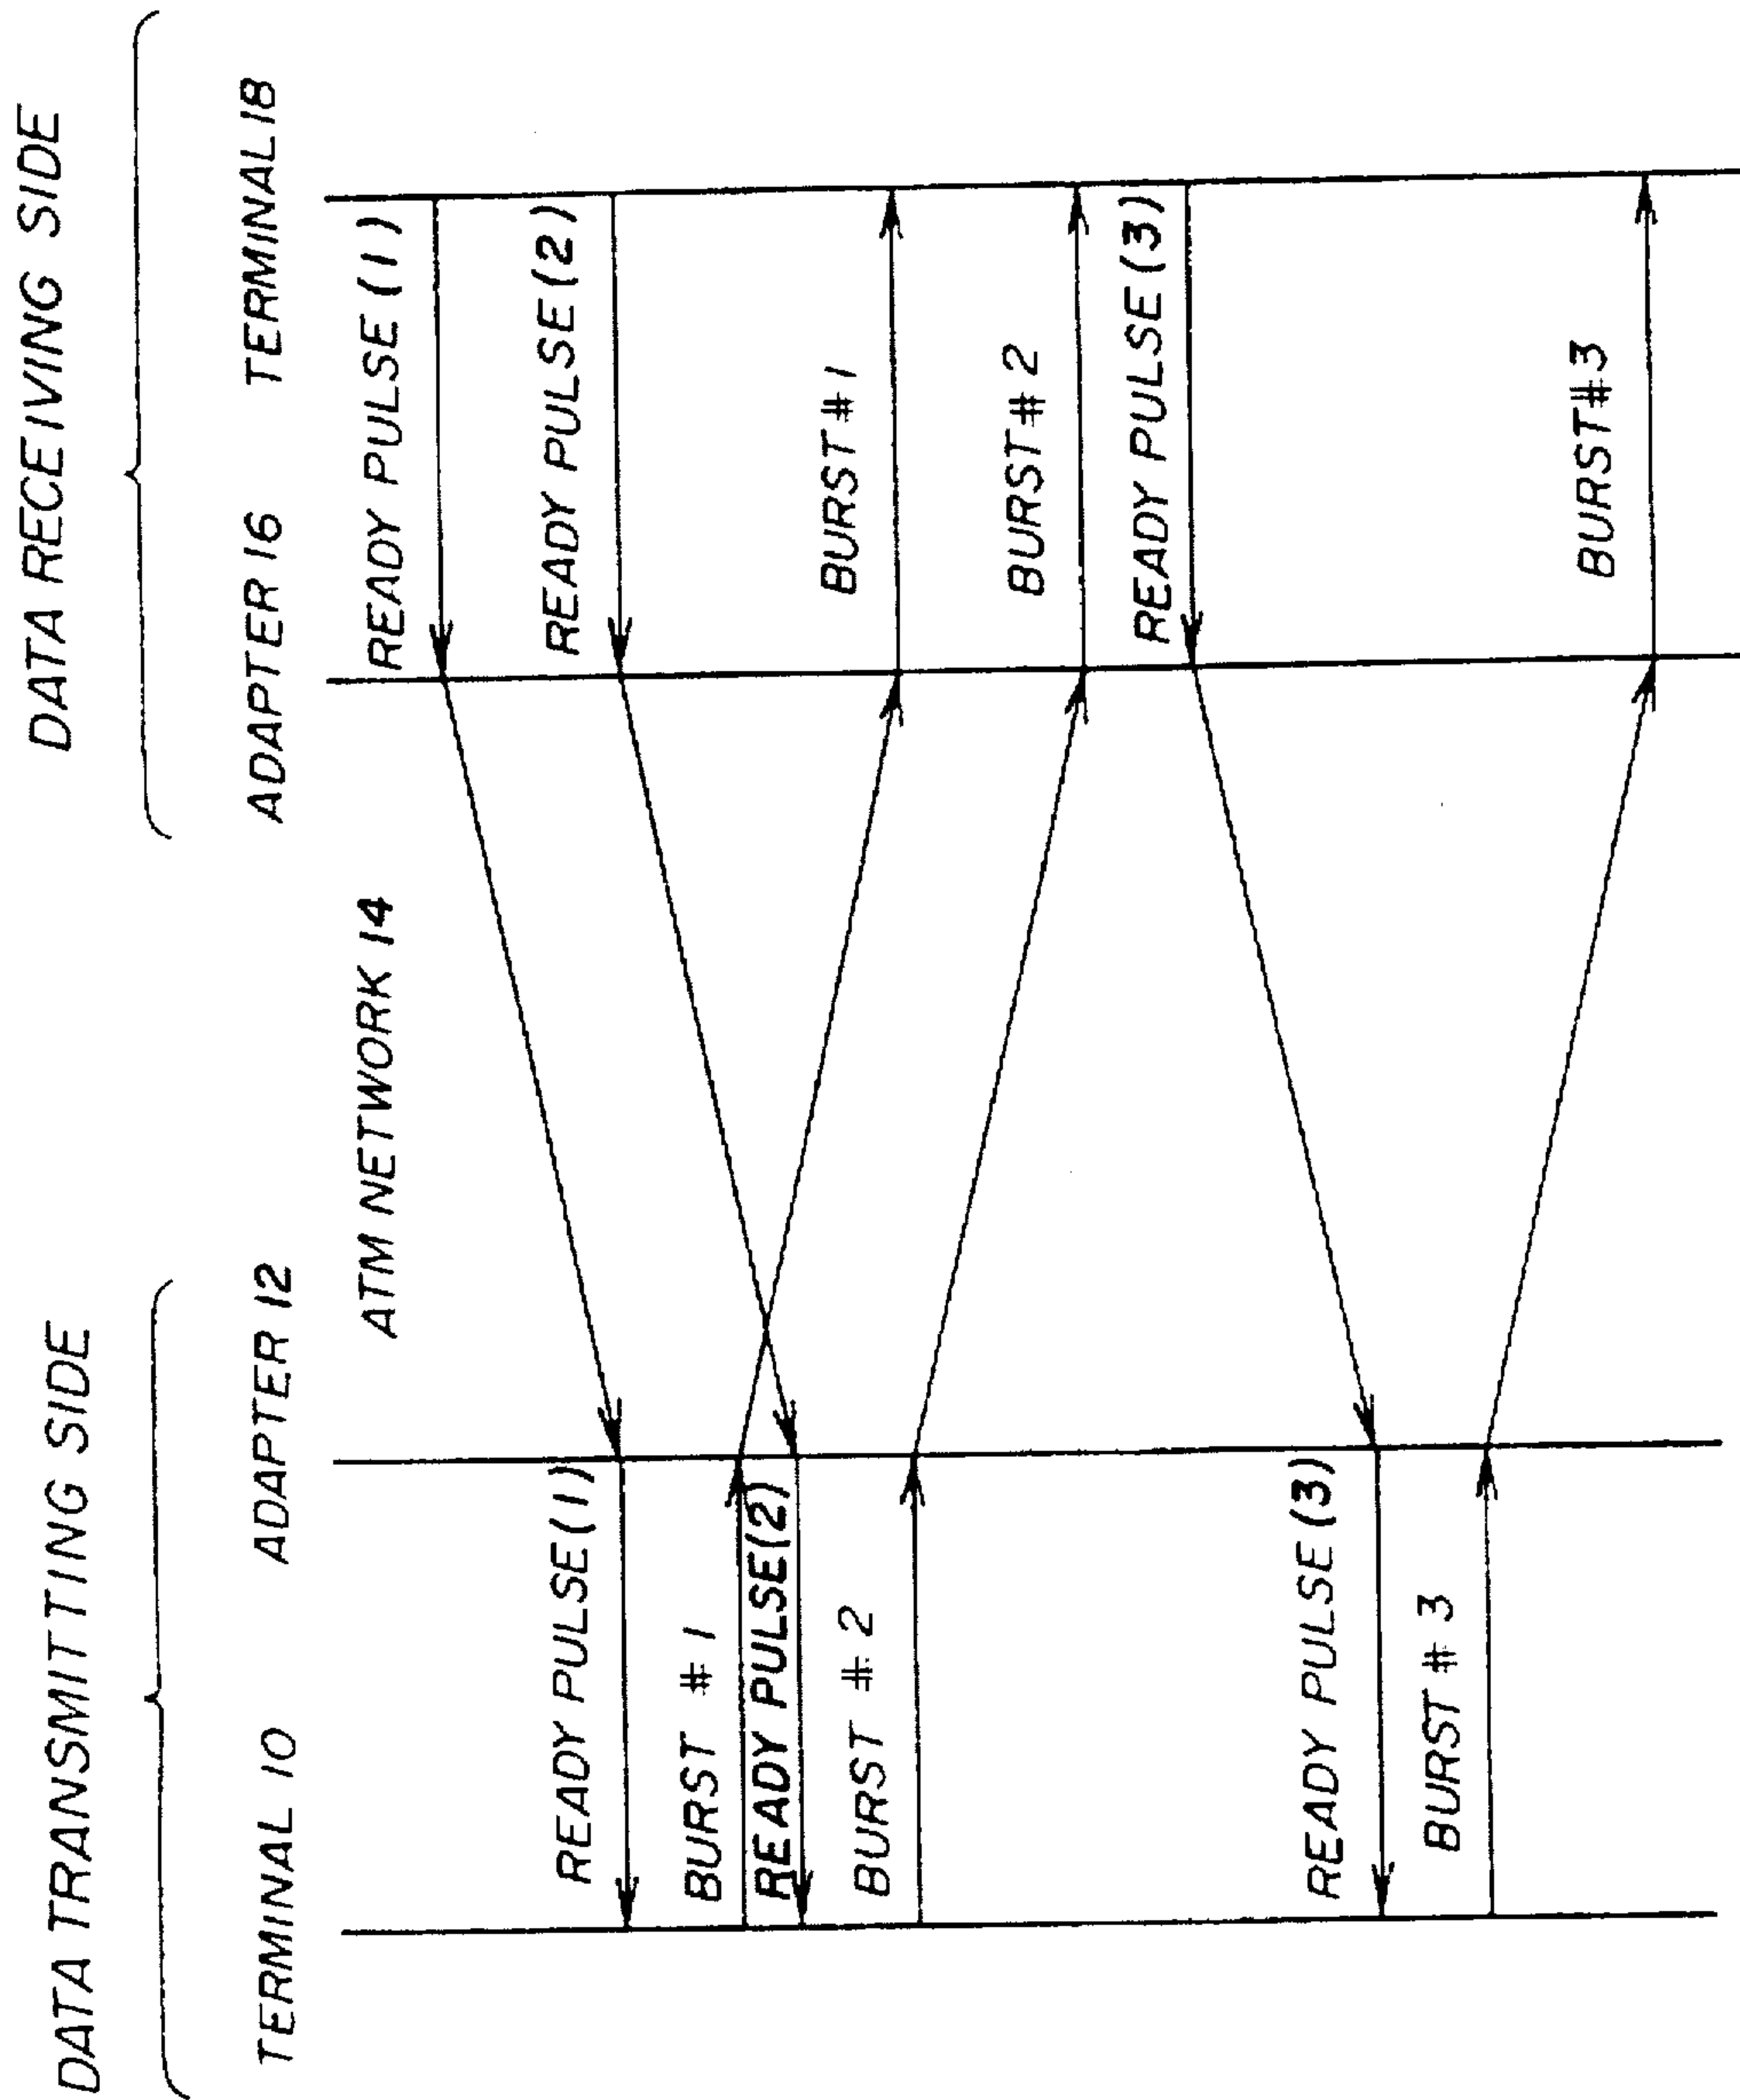 DATA TRANSMITTING SIDE
DATA RECEIVING SIDE
TERMINAL 10
ADAPTER 12
ADAPTER 16
TERMINAL 18
ATM NETWORK 14
READY PULSE (1)
READY PULSE (2)
READY PULSE (1)
BURST #1
READY PULSE (2)
BURST #2
BURST #1
BURST #2
READY PULSE (3)
READY PULSE (3)
BURST #3
BURST #3